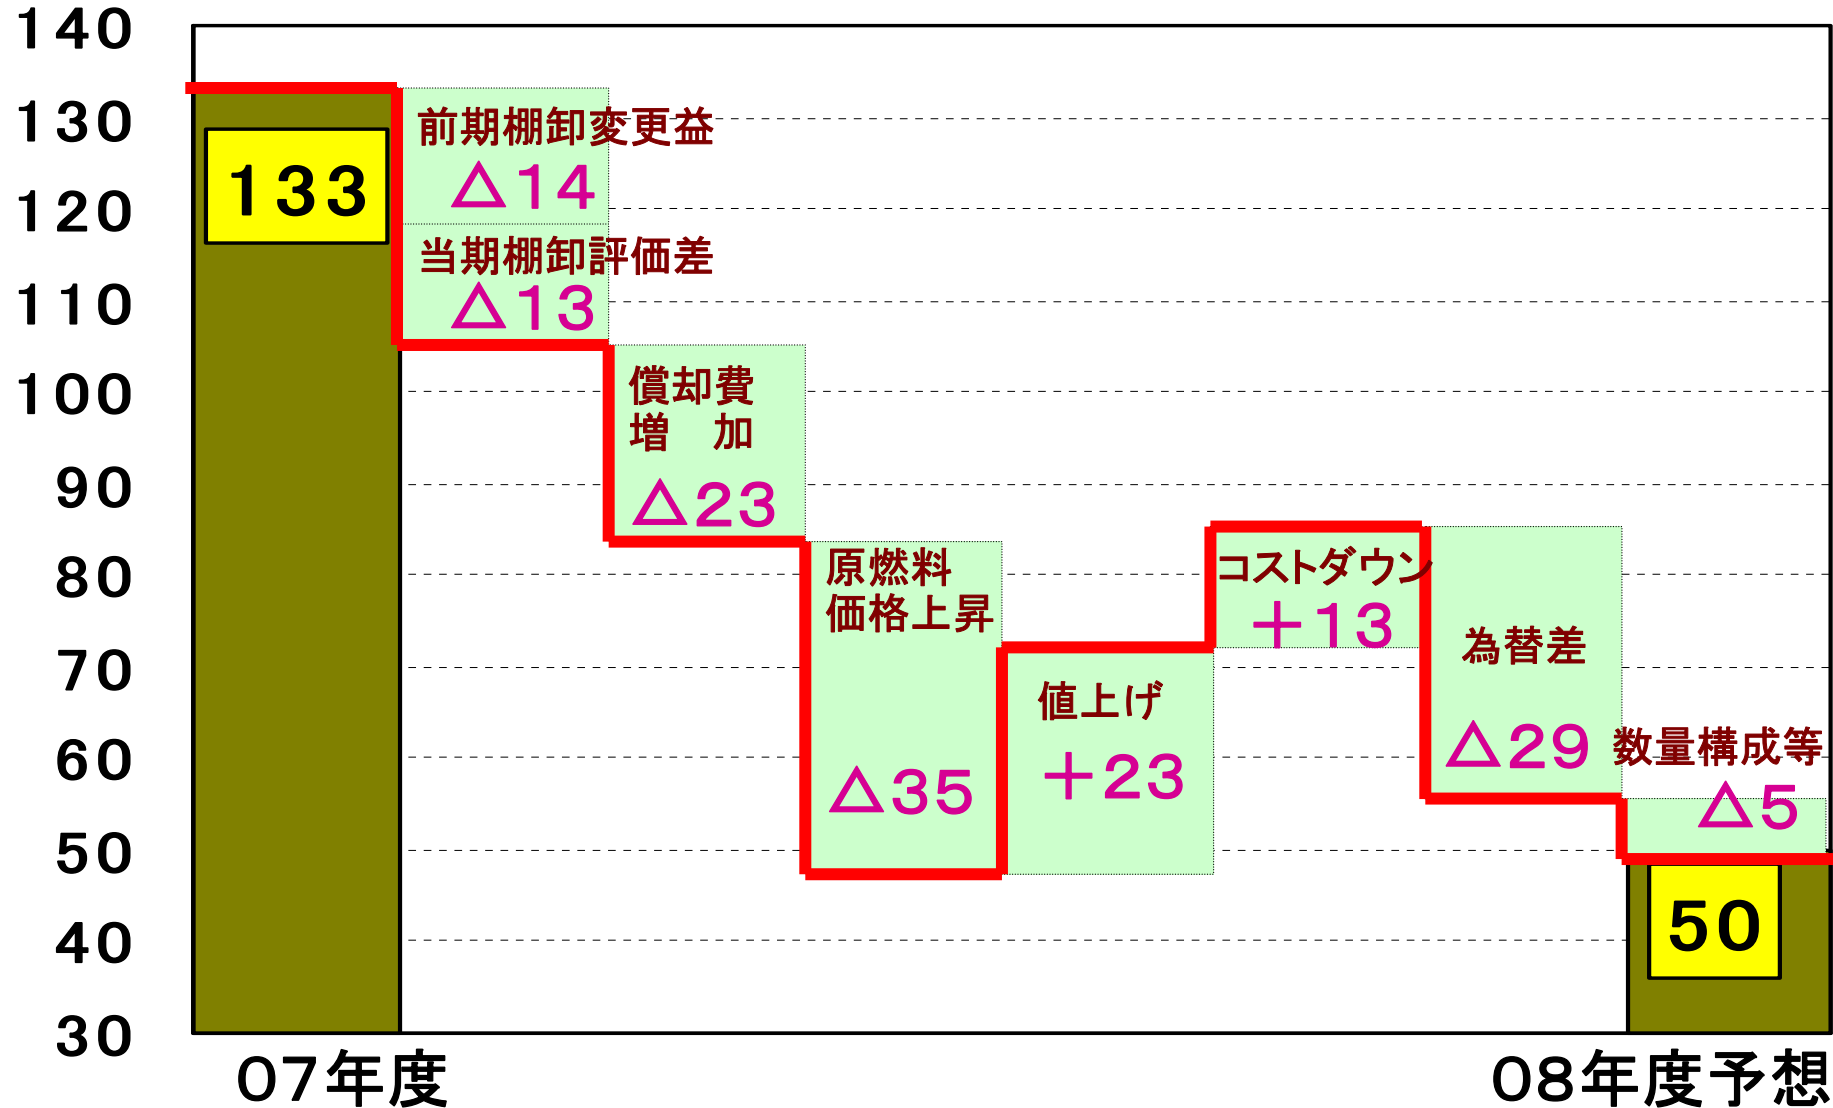 140
130
120
110
100
90
80
70
60
50
40
30
133
前期棚卸変更益
△14
当期棚卸評価差
△13
償却費
増　加
△23
原燃料
価格上昇
△35
値上げ
+23
コストダウン
+13
為替差
△29
数量構成等
△5
50
07年度
08年度予想